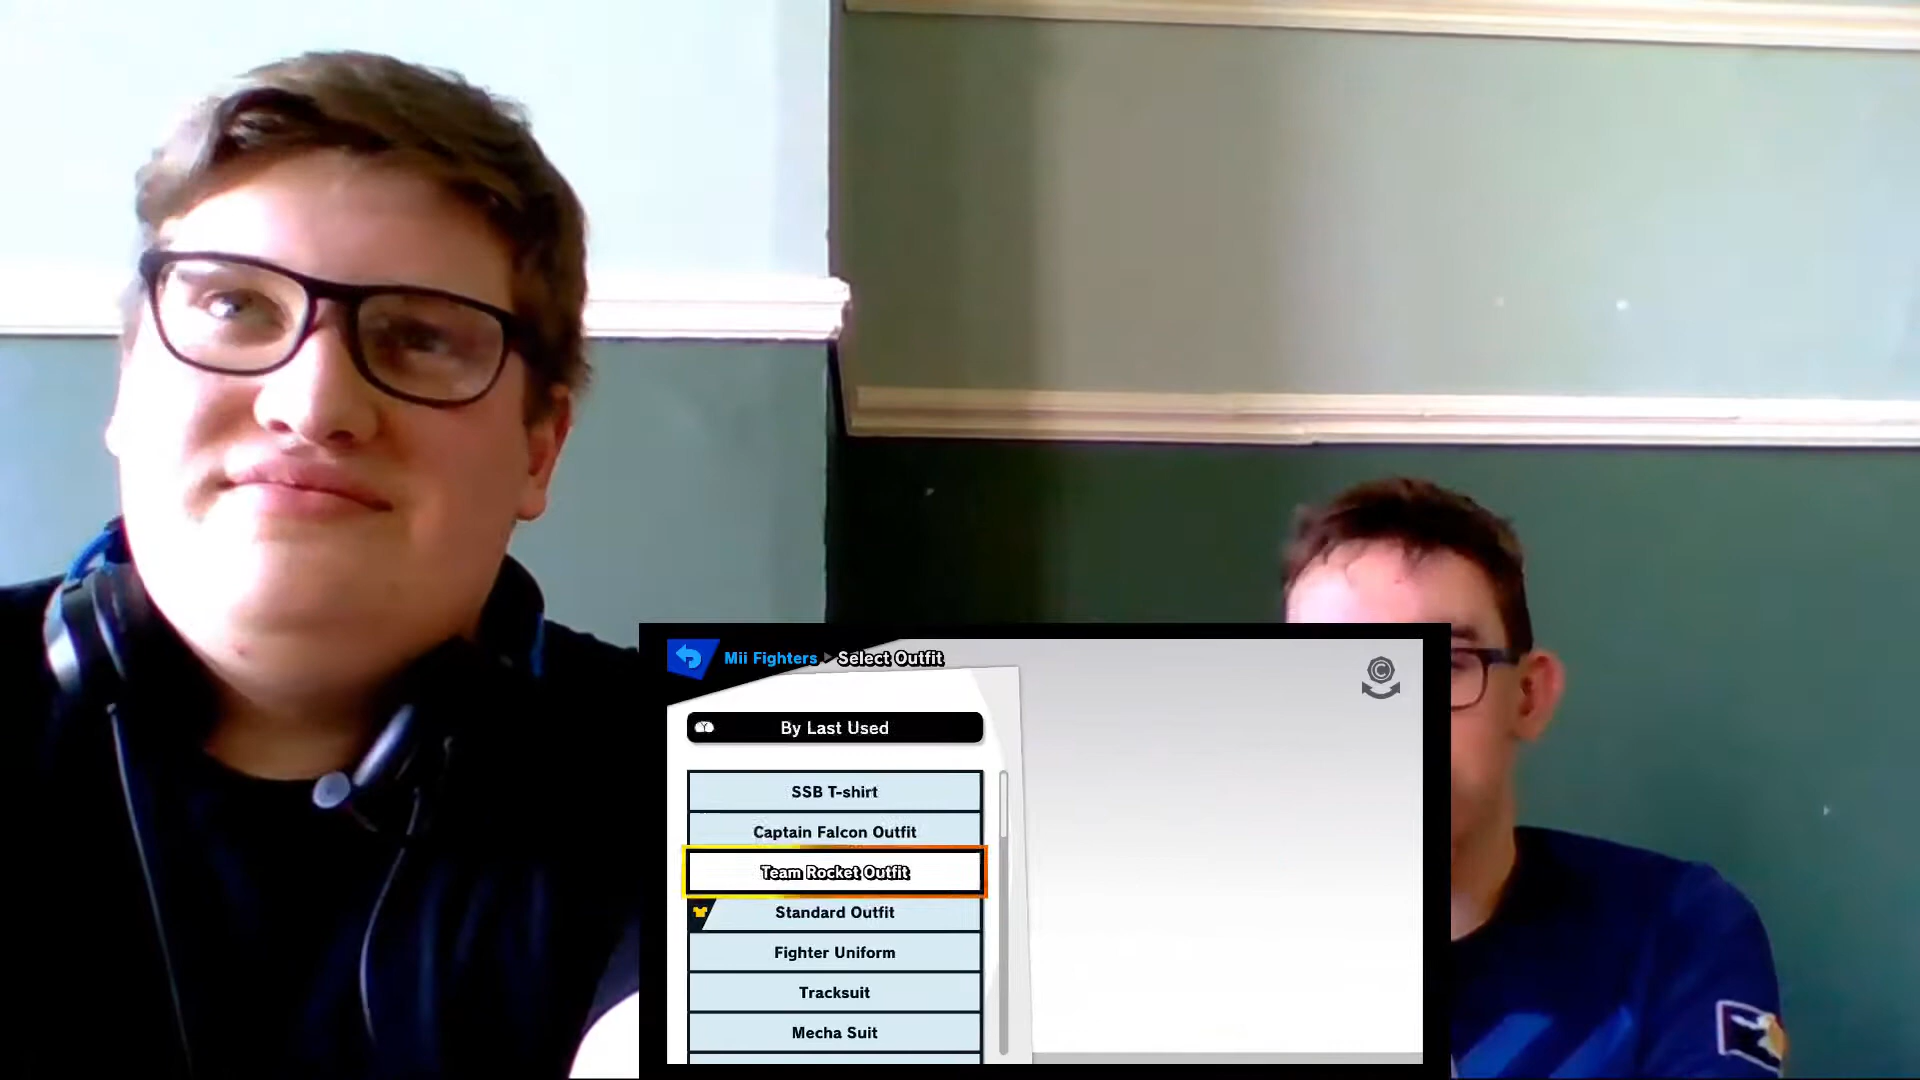 Mii Fighters ▸ Select Outfit
By Last Used
SSB T-shirt
Captain Falcon Outfit
Team Rocket Outfit
Standard Outfit
Fighter Uniform
Tracksuit
Mecha Suit